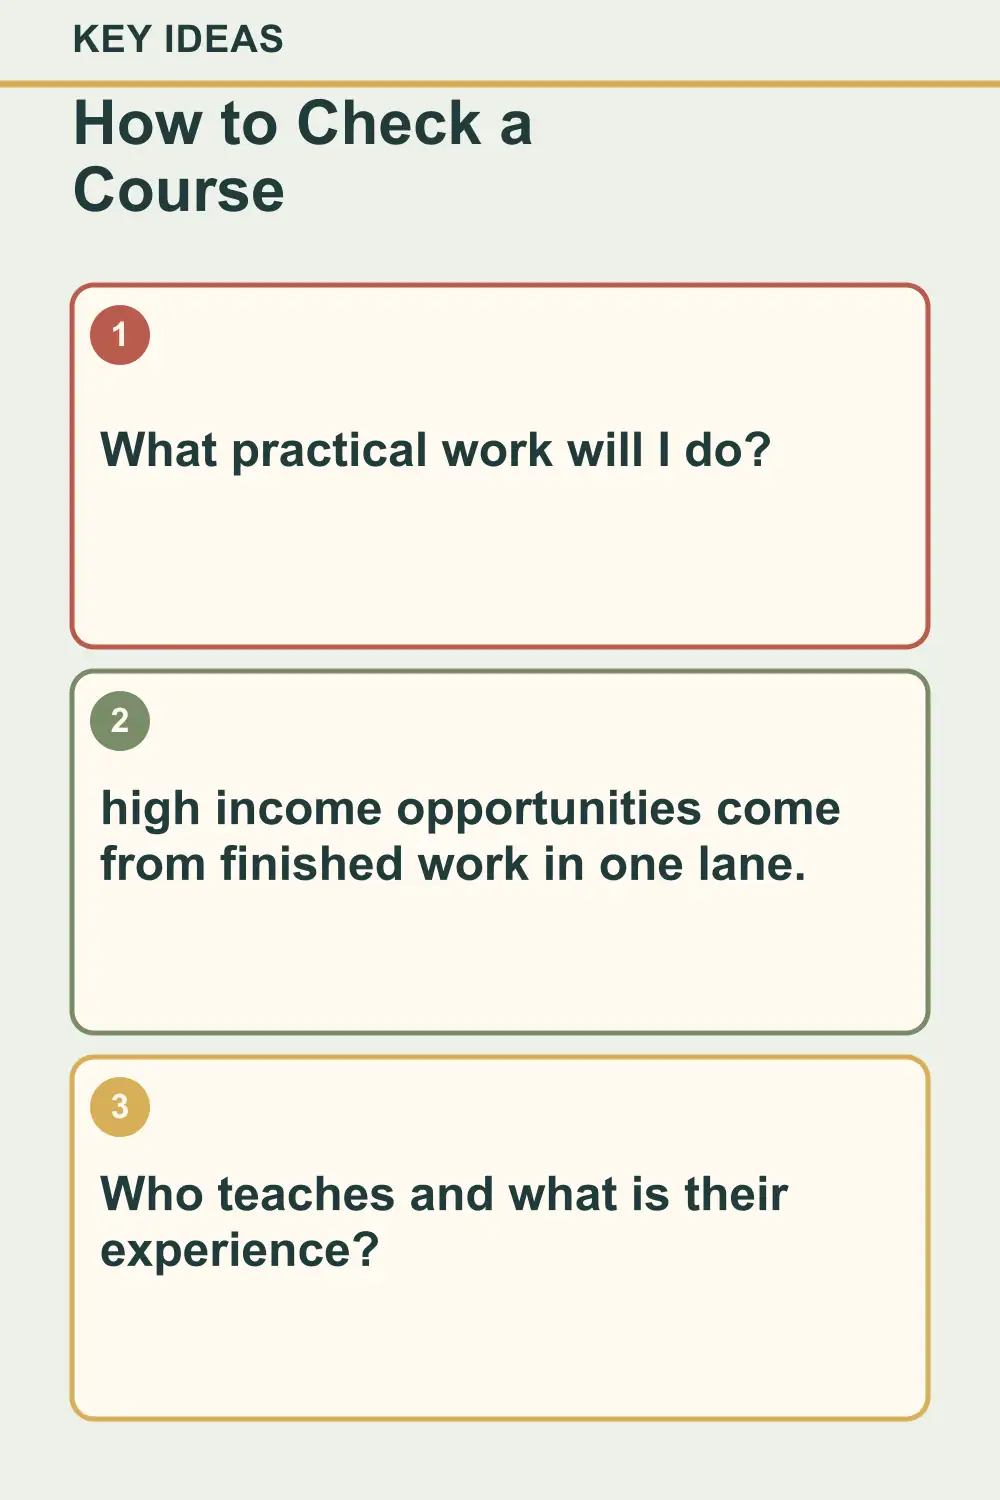 KEY IDEAS
How to Check a
Course
1
What practical work will I do?
2
high income opportunities come
from finished work in one lane.
3
Who teaches and what is their
experience?